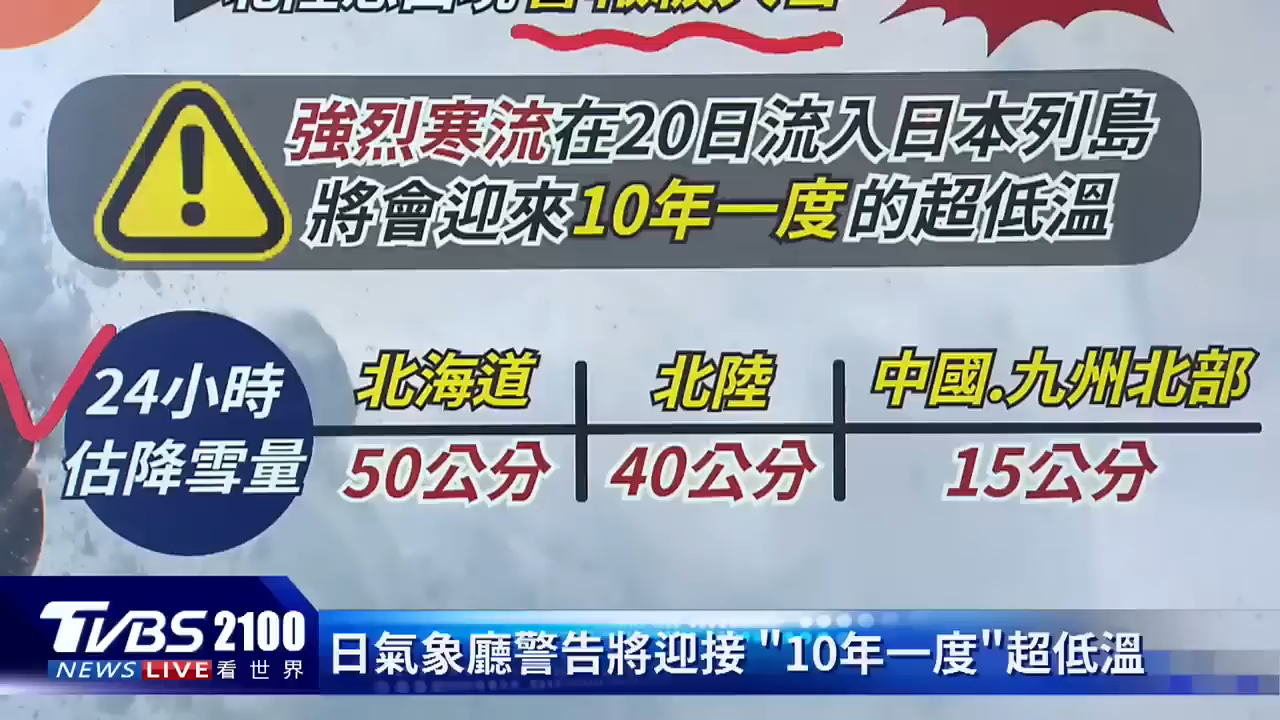 強烈寒流在20日流入日本列島
將會迎來10年一度的超低溫
24小時
估降雪量
北海道
北陸
中國.九州北部
50公分
40公分
15公分
TVBS 2100
NEWS LIVE 看世界
日氣象廳警告將迎接 "10年一度"超低溫